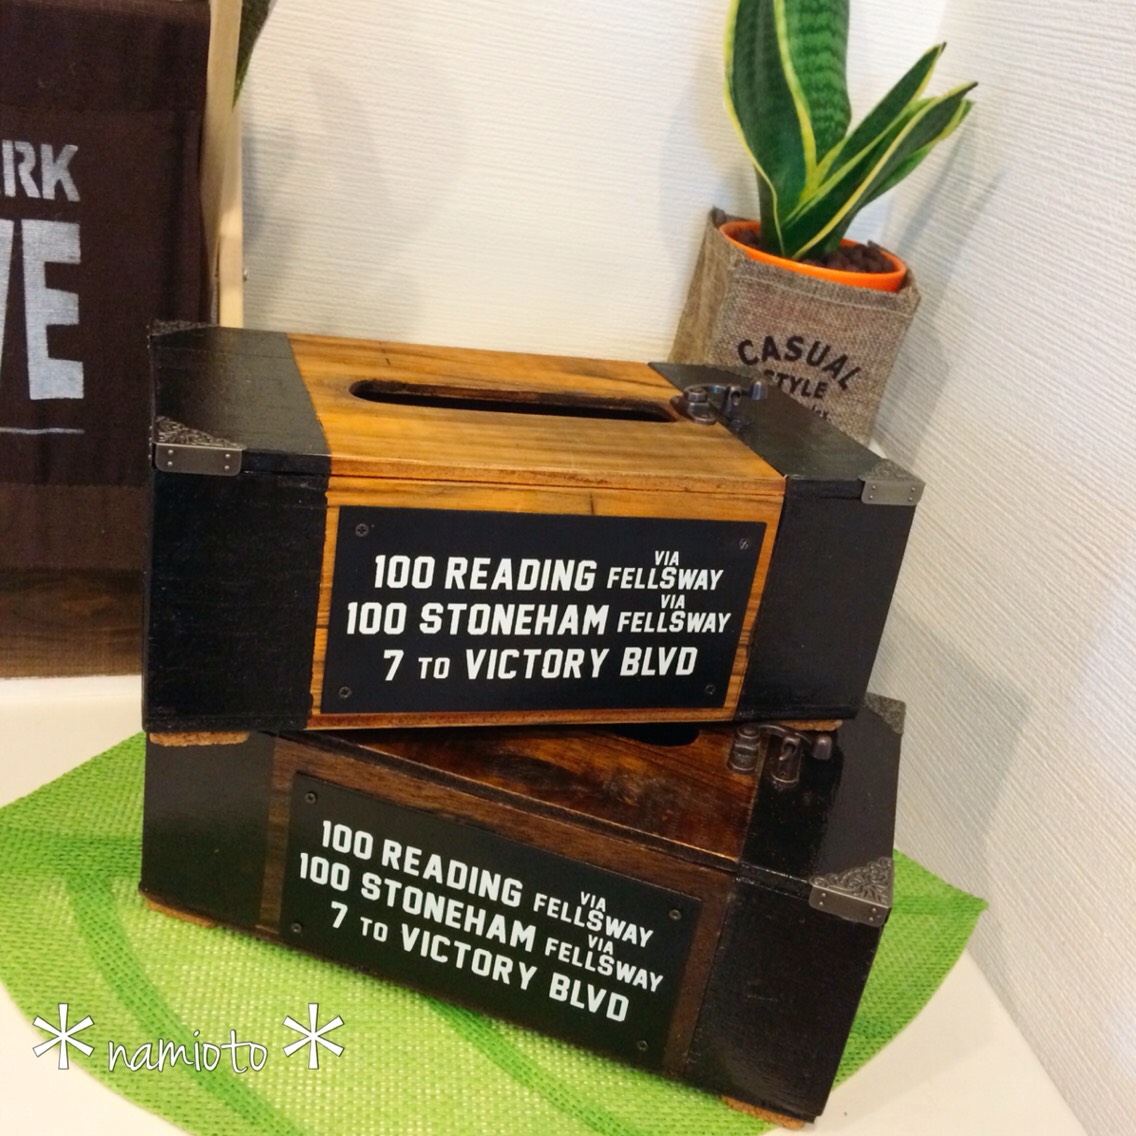 RK
VE
CASUAL
STYLE
100 READING VIA FELLSWAY
100 STONEHAM VIA FELLSWAY
7 TO VICTORY BLVD
100 READING VIA FELLSWAY
100 STONEHAM VIA FELLSWAY
7 TO VICTORY BLVD
*namioto*